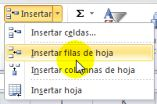 Insertar Σ A
Insertar celdas...
Insertar filas de hoja
Insertar columnas de hoja
Insertar hoja